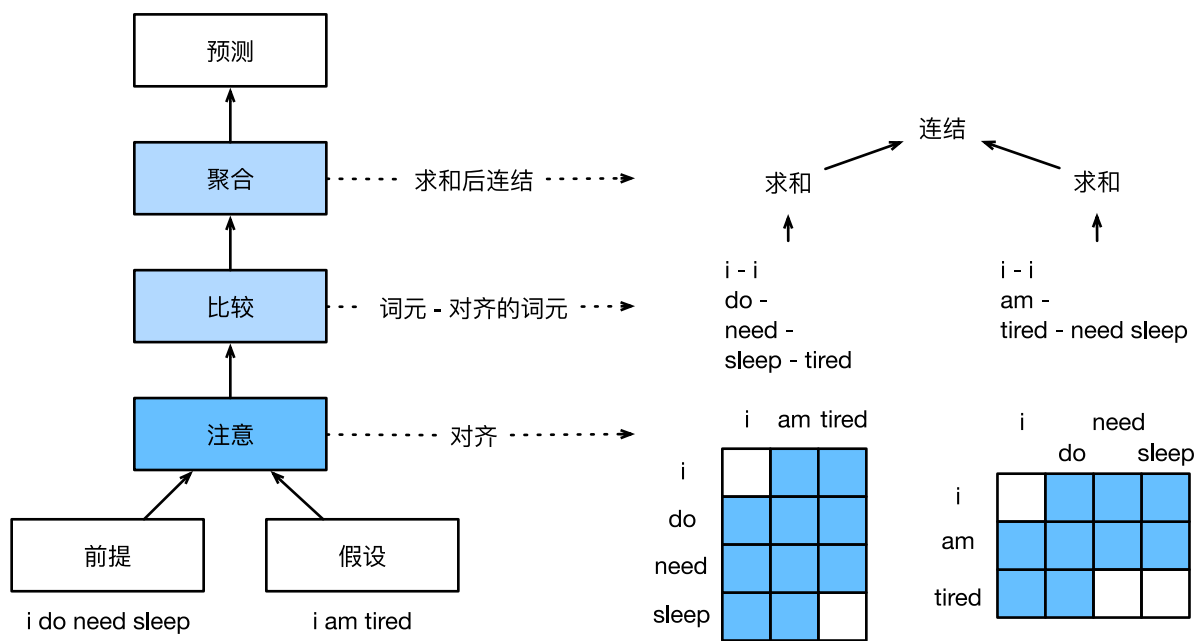 预测
聚合
求和后连结
比较
词元 - 对齐的词元
注意
对齐
前提
假设
i do need sleep
i am tired
连结
求和
求和
i - i
do -
need -
sleep - tired
i - i
am -
tired - need sleep
i am tired
i
do
need
sleep
i need
do sleep
i
am
tired